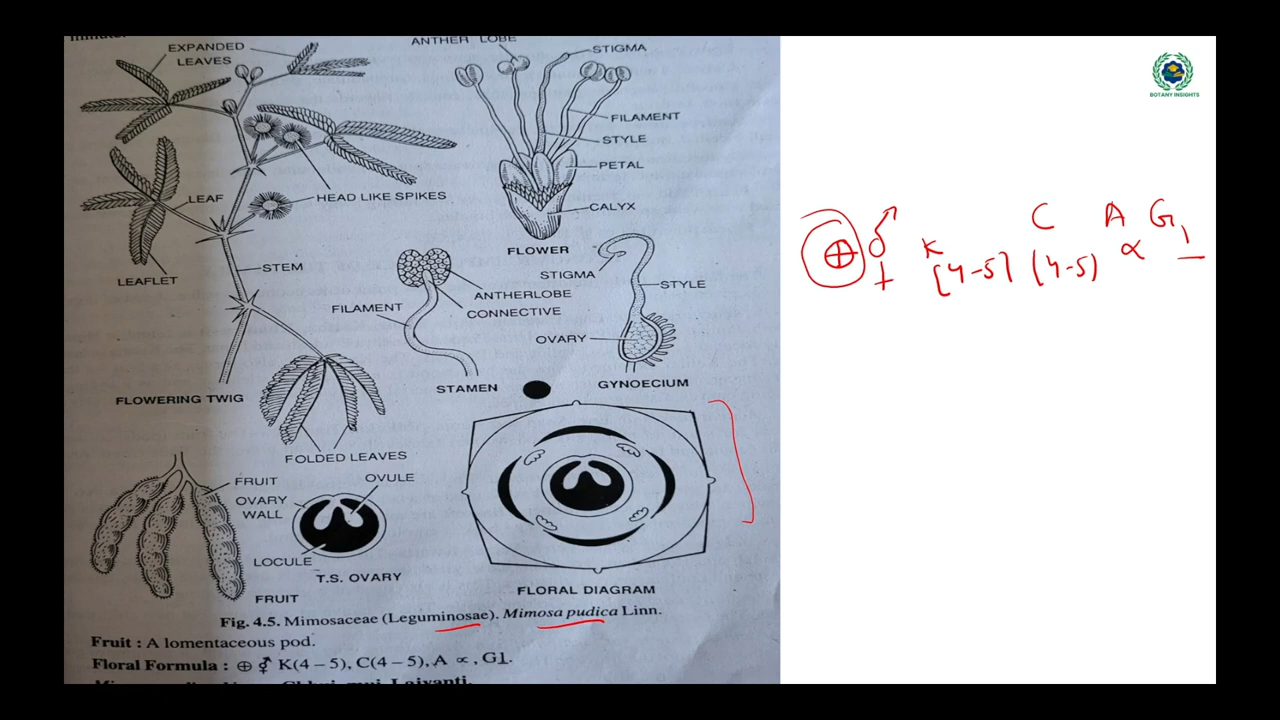 EXPANDED
LEAVES
LEAF
HEAD LIKE SPIKES
LEAFLET
STEM
FLOWERING TWIG
FOLDED LEAVES
ANTHER LOBE
STIGMA
FILAMENT
STYLE
PETAL
CALYX
FLOWER
FILAMENT
ANTHERLOBE
CONNECTIVE
STAMEN
STIGMA
STYLE
OVARY
GYNOECIUM
FRUIT
OVARY
WALL
OVULE
LOCULE
T.S. OVARY
FRUIT
FLORAL DIAGRAM
Fig. 4.5. Mimosaceae (Leguminosae). Mimosa pudica Linn.
Fruit : A lomentaceous pod.
Floral Formula : ⊕ ⚥ K(4 – 5), C(4 – 5), A ∝, G1.
BOTANY INSIGHTS
⊕ ⚥ K [4-5] C (4-5) A ∝ G1